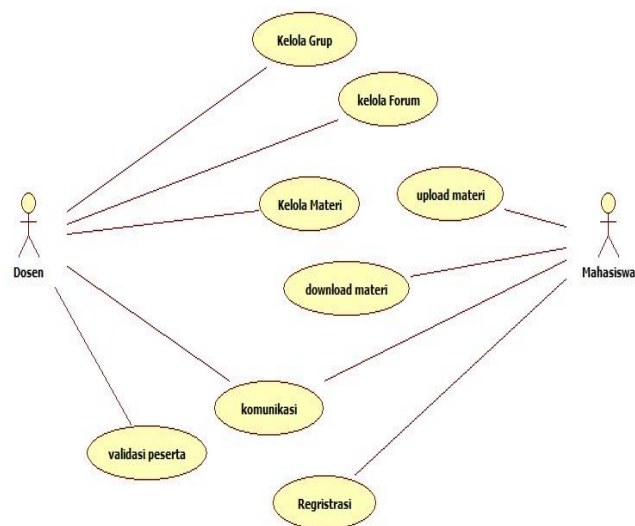 Kelola Grup
kelola Forum
Kelola Materi
upload materi
Dosen
Mahasiswa
download materi
komunikasi
validasi peserta
Regristrasi